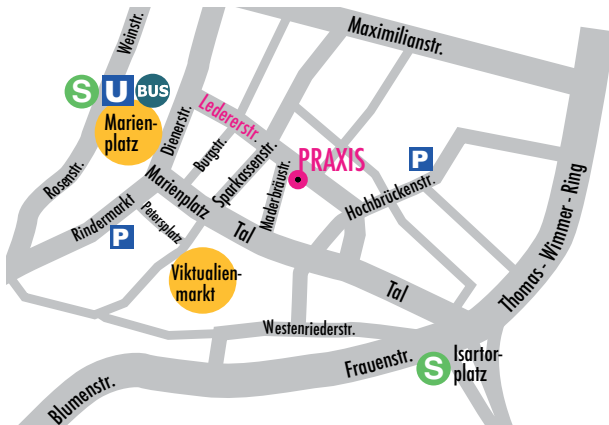 Weinstr.
Maximilianstr.
S
U
BUS
Marien-
platz
Dienerstr.
Ledererstr.
Burgstr.
Sparkassenstr.
Maderbräustr.
PRAXIS
P
Rosenstr.
Marienplatz
Hochbrückenstr.
Rindermarkt
Petersplatz
P
Tal
Viktualien-
markt
Tal
Thomas - Wimmer - Ring
Westenriederstr.
Frauenstr.
S
Isartor-
platz
Blumenstr.